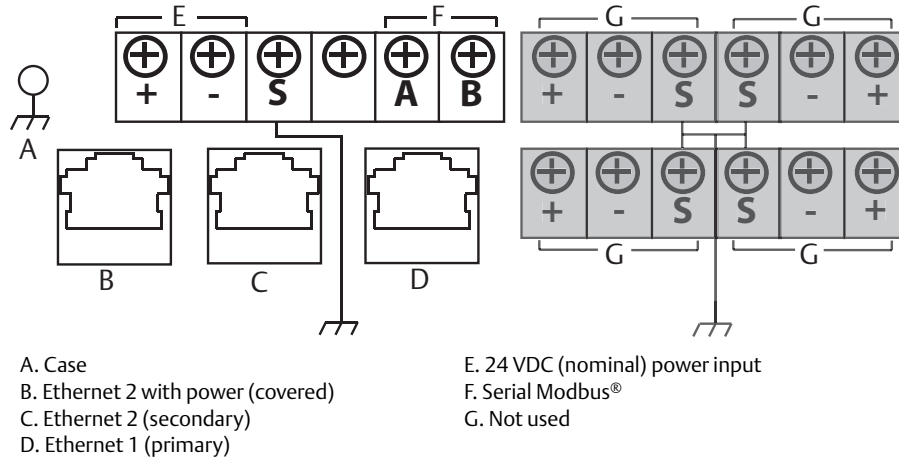 E F G G
+ - S A B + - S S - +
A
+ - S S - +
B C D G G
A. Case
B. Ethernet 2 with power (covered)
C. Ethernet 2 (secondary)
D. Ethernet 1 (primary)
E. 24 VDC (nominal) power input
F. Serial Modbus®
G. Not used